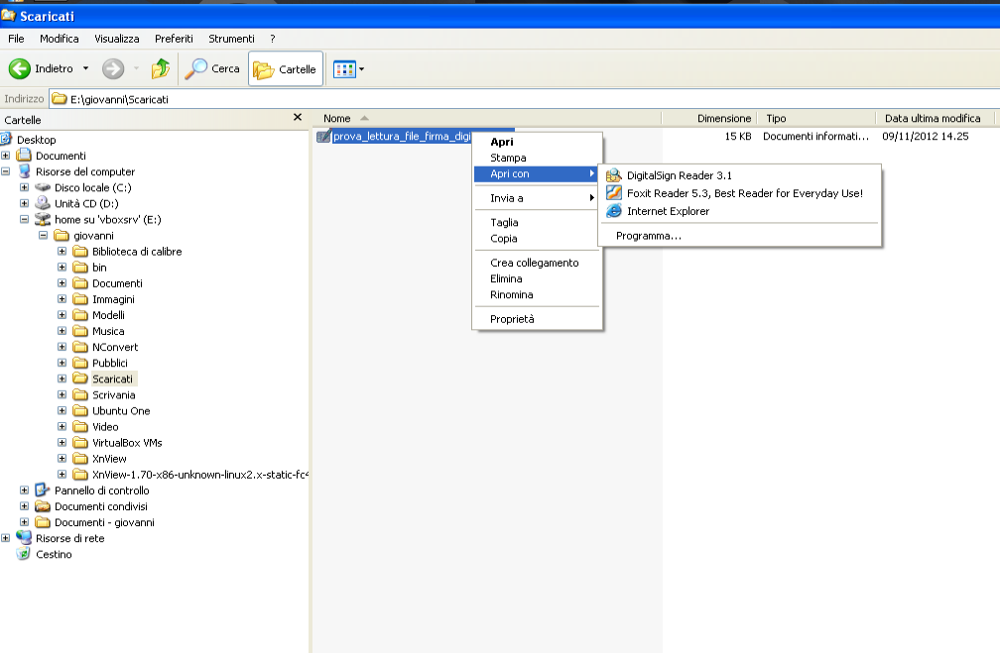 Scaricati
File Modifica Visualizza Preferiti Strumenti ?
Indietro Cerca Cartelle
Indirizzo E:\giovanni\Scaricati
Cartelle
Nome Dimensione Tipo Data ultima modifica
prova_lettura_file_firma_digi 15 KB Documenti informati... 09/11/2012 14.25
Desktop
Documenti
Risorse del computer
Disco locale (C:)
Unità CD (D:)
home su 'vboxsrv' (E:)
giovanni
Biblioteca di calibre
bin
Documenti
Immagini
Modelli
Musica
NConvert
Pubblici
Scaricati
Scrivania
Ubuntu One
Video
VirtualBox VMs
XnView
XnView-1.70-x86-unknown-linux2.x-static-fc4
Pannello di controllo
Documenti condivisi
Documenti - giovanni
Risorse di rete
Cestino
Apri
Stampa
Apri con
Invia a
Taglia
Copia
Crea collegamento
Elimina
Rinomina
Proprietà
DigitalSign Reader 3.1
Foxit Reader 5.3, Best Reader for Everyday Use!
Internet Explorer
Programma...